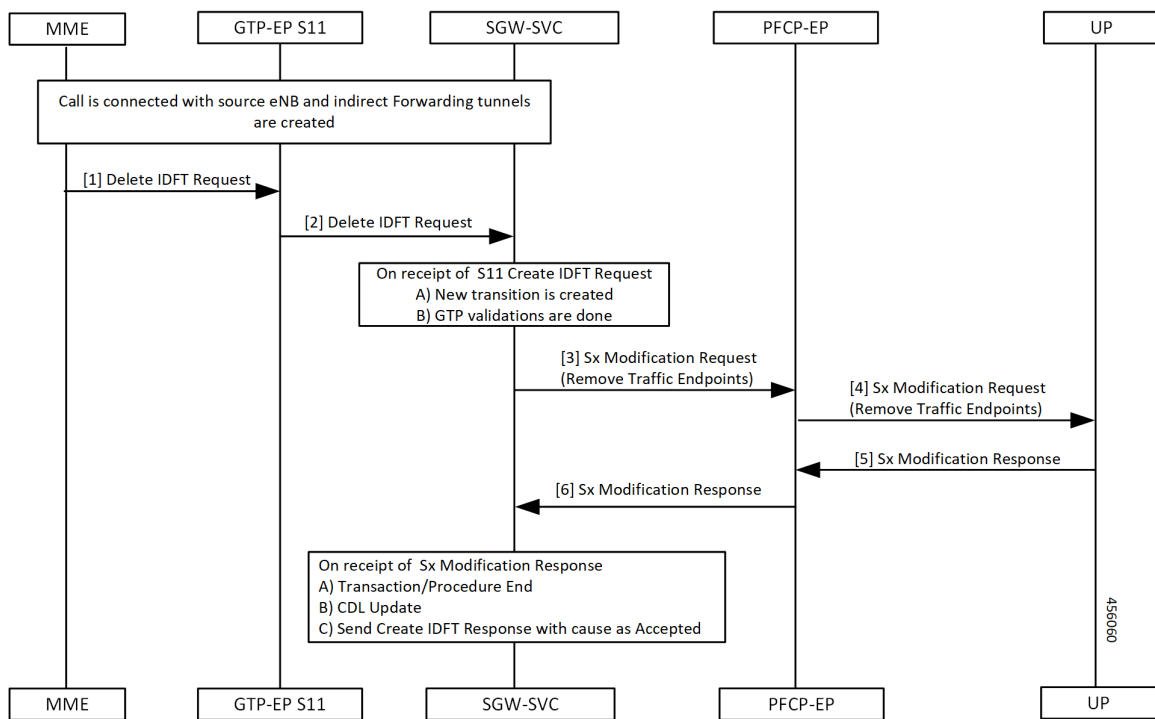 MME
GTP-EP S11
SGW-SVC
PFCP-EP
UP
Call is connected with source eNB and indirect Forwarding tunnels
are created
[1] Delete IDFT Request
[2] Delete IDFT Request
On receipt of S11 Create IDFT Request
A) New transition is created
B) GTP validations are done
[3] Sx Modification Request
(Remove Traffic Endpoints)
[4] Sx Modification Request
(Remove Traffic Endpoints)
[5] Sx Modification Response
[6] Sx Modification Response
On receipt of Sx Modification Response
A) Transaction/Procedure End
B) CDL Update
C) Send Create IDFT Response with cause as Accepted
456060
MME
GTP-EP S11
SGW-SVC
PFCP-EP
UP